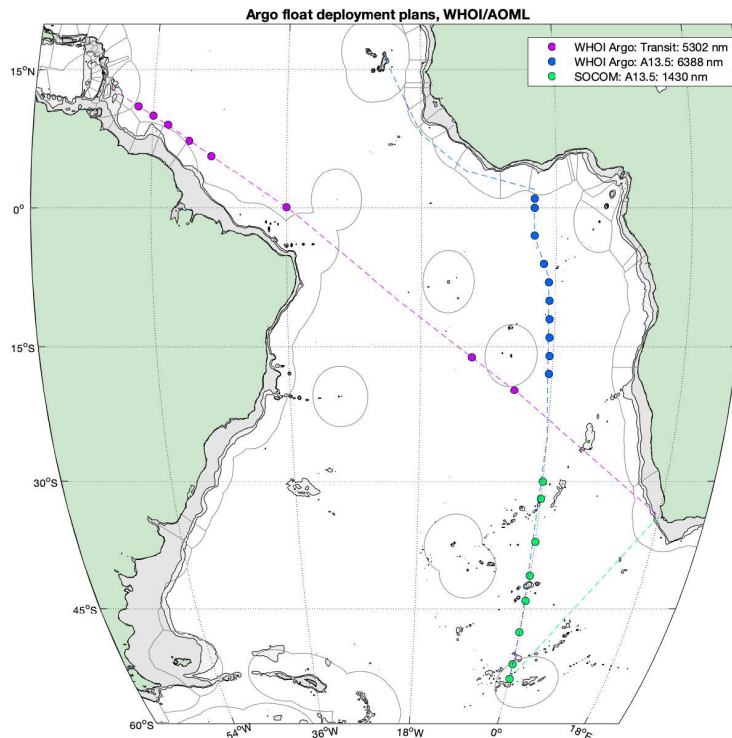 Argo float deployment plans, WHOI/AOML
WHOI Argo: Transit: 5302 nm
WHOI Argo: A13.5: 6388 nm
SOCOM: A13.5: 1430 nm
15°N
0°
15°S
30°S
45°S
60°S
54°W
36°W
18°W
0°
18°E